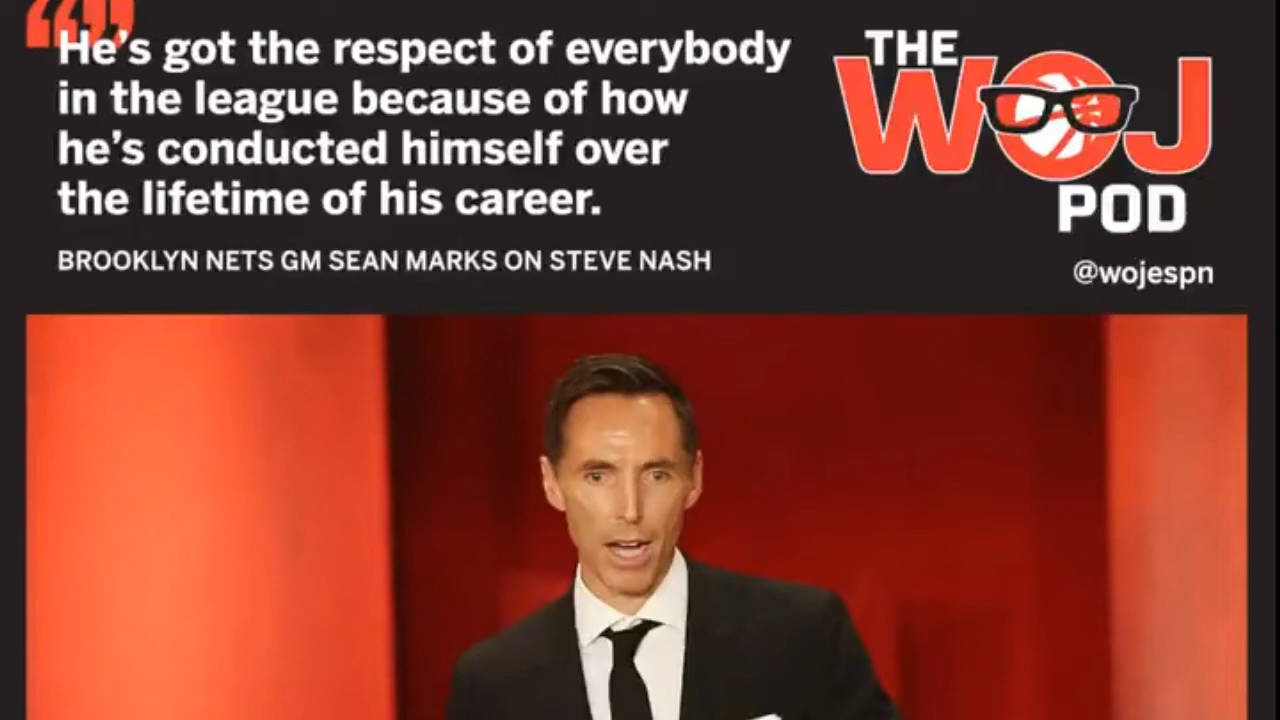 He's got the respect of everybody
in the league because of how
he's conducted himself over
the lifetime of his career.
BROOKLYN NETS GM SEAN MARKS ON STEVE NASH
THE
WOJ
POD
@wojespn